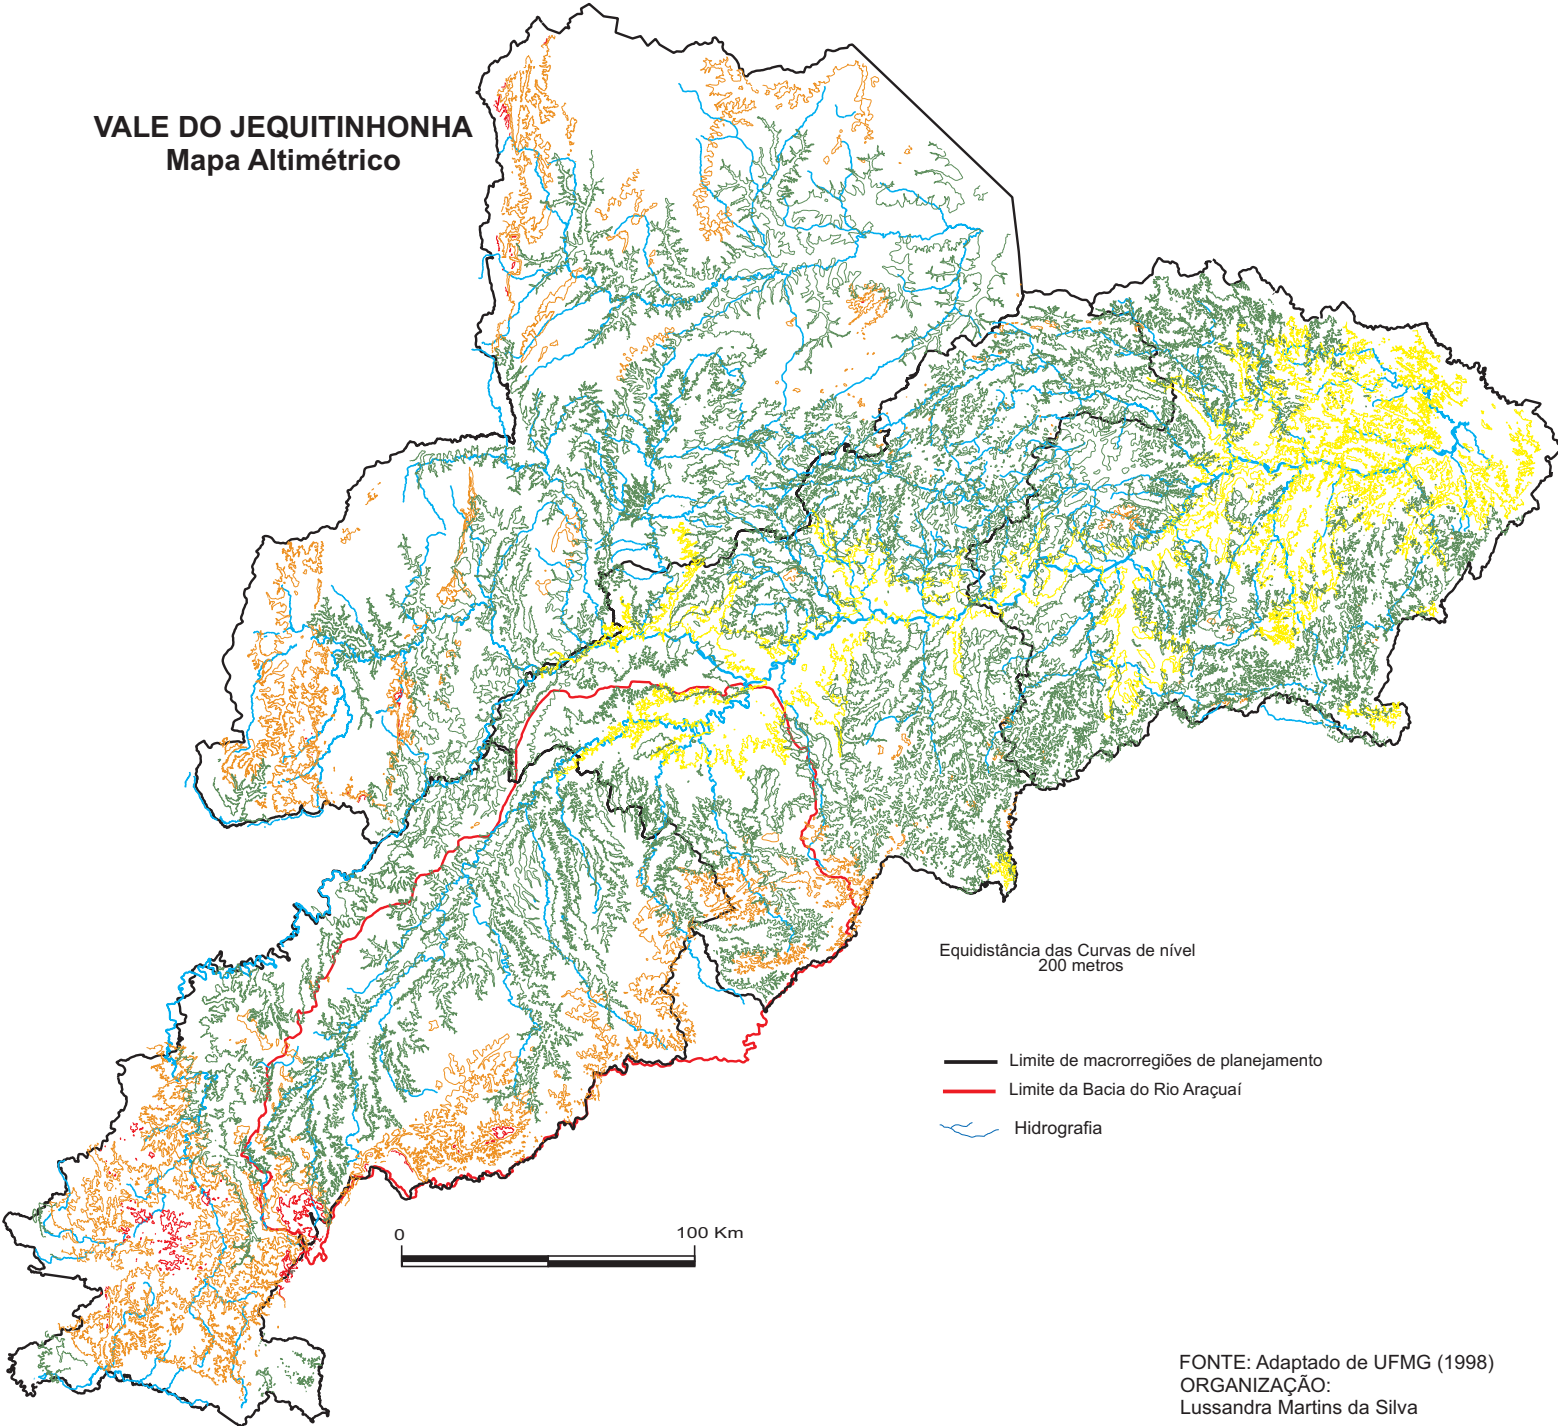 VALE DO JEQUITINHONHA
Mapa Altimétrico
Equidistância das Curvas de nível
200 metros
Limite de macrorregiões de planejamento
Limite da Bacia do Rio Araçuaí
Hidrografia
0 100 Km
FONTE: Adaptado de UFMG (1998)
ORGANIZAÇÃO:
Lussandra Martins da Silva